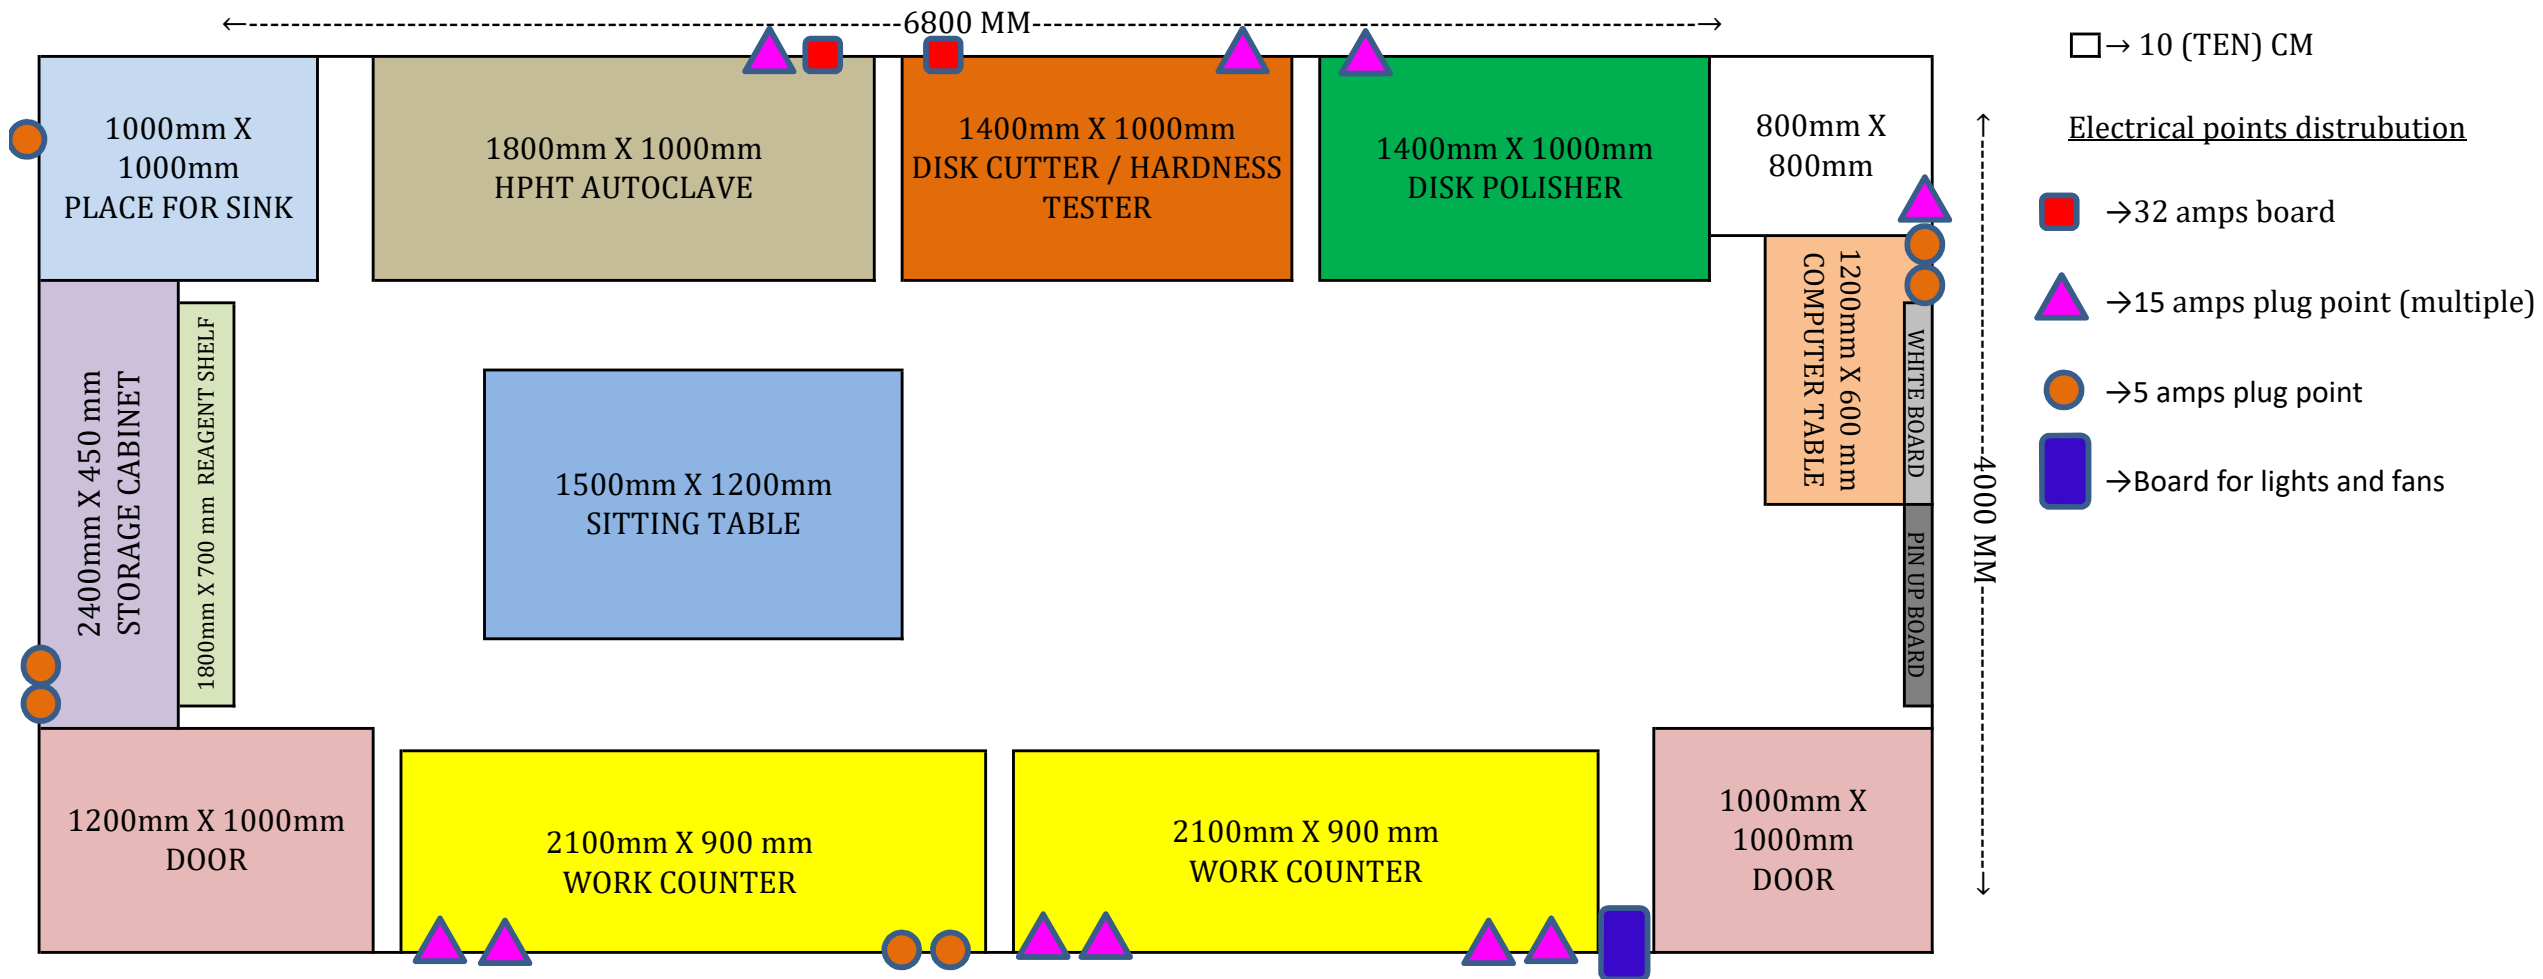 ←--------6800 MM--------→
1000mm X
1000mm
PLACE FOR SINK
1800mm X 1000mm
HPHT AUTOCLAVE
1400mm X 1000mm
DISK CUTTER / HARDNESS
TESTER
1400mm X 1000mm
DISK POLISHER
800mm X
800mm
→ 10 (TEN) CM
Electrical points distrubution
→32 amps board
→15 amps plug point (multiple)
→5 amps plug point
→Board for lights and fans
2400mm X 450 mm
STORAGE CABINET
1800mm X 700 mm REAGENT SHELF
1500mm X 1200mm
SITTING TABLE
1200mm X 600 mm
COMPUTER TABLE
WHITE BOARD
PIN UP BOARD
←--------4000 MM--------→
1200mm X 1000mm
DOOR
2100mm X 900 mm
WORK COUNTER
2100mm X 900 mm
WORK COUNTER
1000mm X
1000mm
DOOR